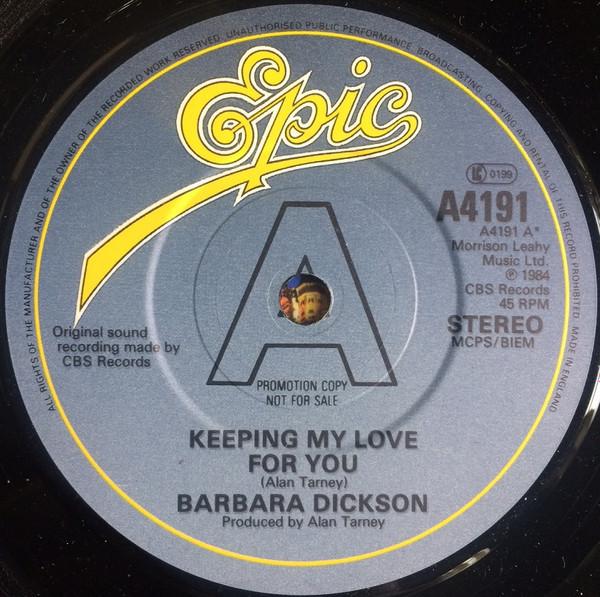 ALL RIGHTS OF THE MANUFACTURER AND OF THE OWNER OF THE RECORDED WORK RESERVED. UNAUTHORISED PUBLIC PERFORMANCE, BROADCASTING, COPYING AND RENTAL OF THIS RECORD PROHIBITED. MADE IN ENGLAND
Epic
LC 0199
A4191
A4191 A*
Morrison Leahy
Music Ltd.
℗ 1984
CBS Records
45 RPM
STEREO
MCPS/BIEM
A
Original sound
recording made by
CBS Records
PROMOTION COPY
NOT FOR SALE
KEEPING MY LOVE
FOR YOU
(Alan Tarney)
BARBARA DICKSON
Produced by Alan Tarney